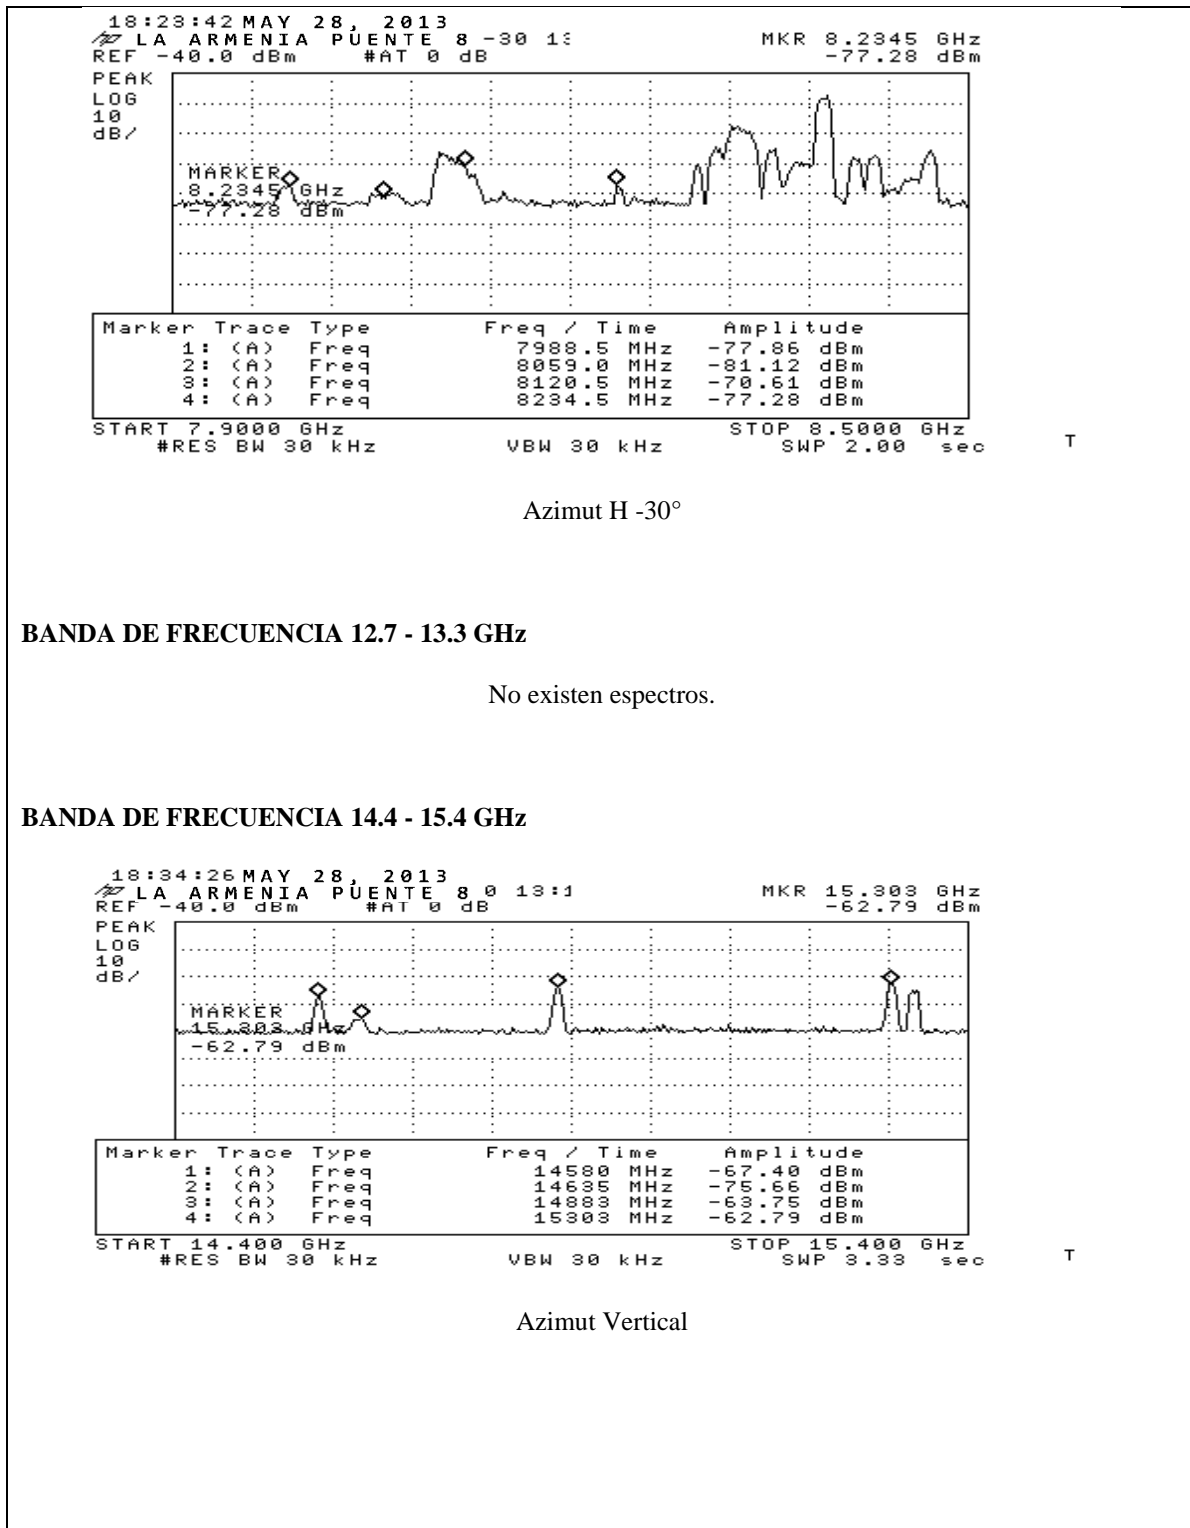 18:23:42 MAY 28, 2013
hp LA ARMENIA PUENTE 8 -30 13 MKR 8.2345 GHz
REF -40.0 dBm #AT 0 dB -77.28 dBm
PEAK
LOG
10
dB/
MARKER
8.2345 GHz
-77.28 dBm
Marker Trace Type Freq / Time Amplitude
1: (A) Freq 7988.5 MHz -77.86 dBm
2: (A) Freq 8059.0 MHz -81.12 dBm
3: (A) Freq 8120.5 MHz -70.61 dBm
4: (A) Freq 8234.5 MHz -77.28 dBm
START 7.9000 GHz STOP 8.5000 GHz
#RES BW 30 kHz VBW 30 kHz SWP 2.00 sec T
Azimut H -30°
BANDA DE FRECUENCIA 12.7 - 13.3 GHz
No existen espectros.
BANDA DE FRECUENCIA 14.4 - 15.4 GHz
18:34:26 MAY 28, 2013
hp LA ARMENIA PUENTE 8 0 13:1 MKR 15.303 GHz
REF -40.0 dBm #AT 0 dB -62.79 dBm
PEAK
LOG
10
dB/
MARKER
15.303 GHz
-62.79 dBm
Marker Trace Type Freq / Time Amplitude
1: (A) Freq 14580 MHz -67.40 dBm
2: (A) Freq 14635 MHz -75.66 dBm
3: (A) Freq 14883 MHz -63.75 dBm
4: (A) Freq 15303 MHz -62.79 dBm
START 14.400 GHz STOP 15.400 GHz
#RES BW 30 kHz VBW 30 kHz SWP 3.33 sec T
Azimut Vertical